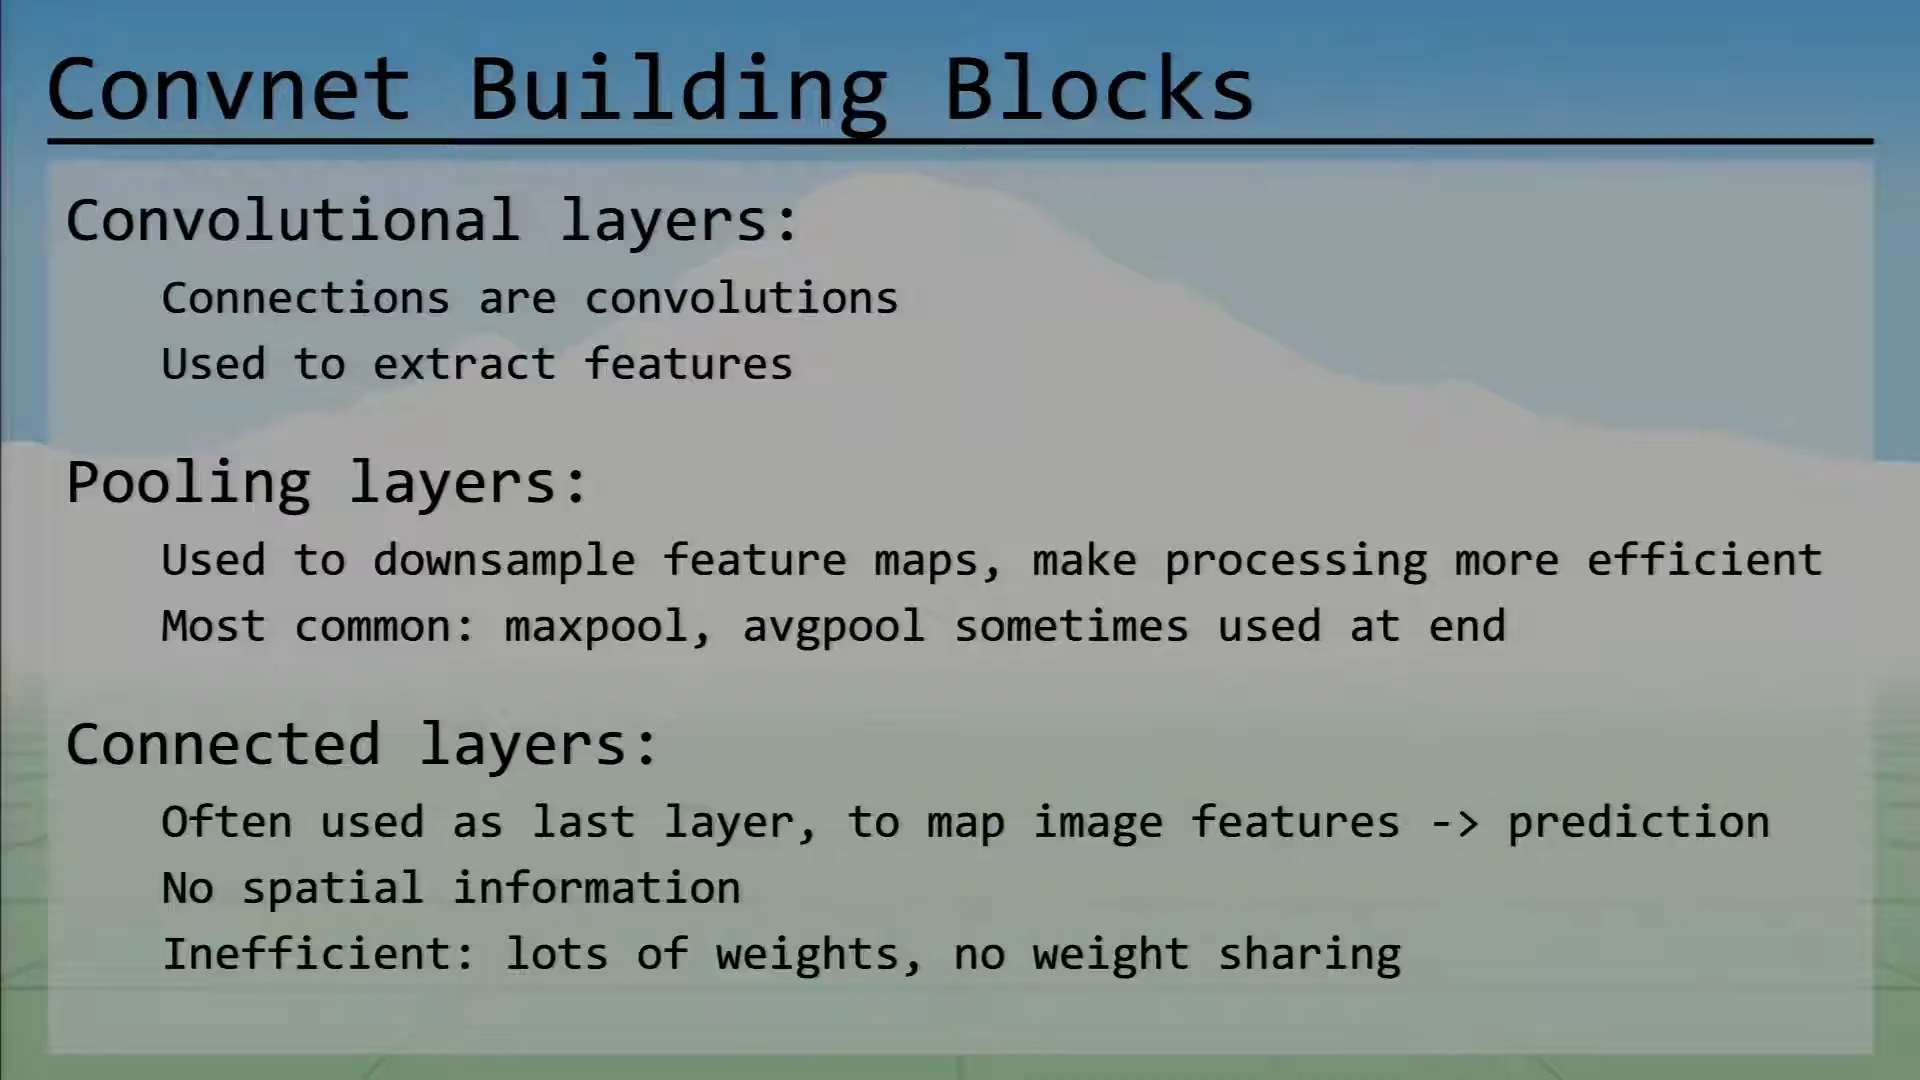 Convnet Building Blocks
Convolutional layers:
Connections are convolutions
Used to extract features
Pooling layers:
Used to downsample feature maps, make processing more efficient
Most common: maxpool, avgpool sometimes used at end
Connected layers:
Often used as last layer, to map image features -> prediction
No spatial information
Inefficient: lots of weights, no weight sharing